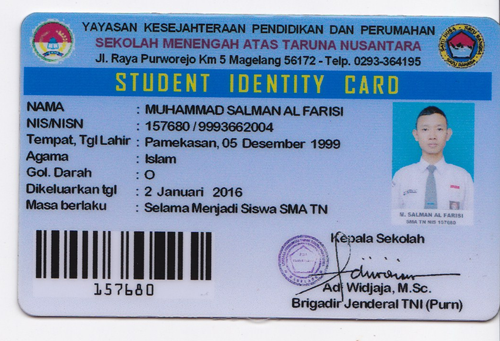 YAYASAN KESEJAHTERAAN PENDIDIKAN DAN PERUMAHAN
SEKOLAH MENENGAH ATAS TARUNA NUSANTARA
Jl. Raya Purworejo Km 5 Magelang 56172 - Telp. 0293-364195
STUDENT IDENTITY CARD
NAMA : MUHAMMAD SALMAN AL FARISI
NIS/NISN : 157680 / 9993662004
Tempat, Tgl Lahir : Pamekasan, 05 Desember 1999
Agama : Islam
Gol. Darah : O
Dikeluarkan tgl : 2 Januari 2016
Masa berlaku : Selama Menjadi Siswa SMA TN
M. SALMAN AL FARISI
SMA TN NIS 157680
Kepala Sekolah
Adi Widjaja, M.Sc.
Brigadir Jenderal TNI (Purn)
157680